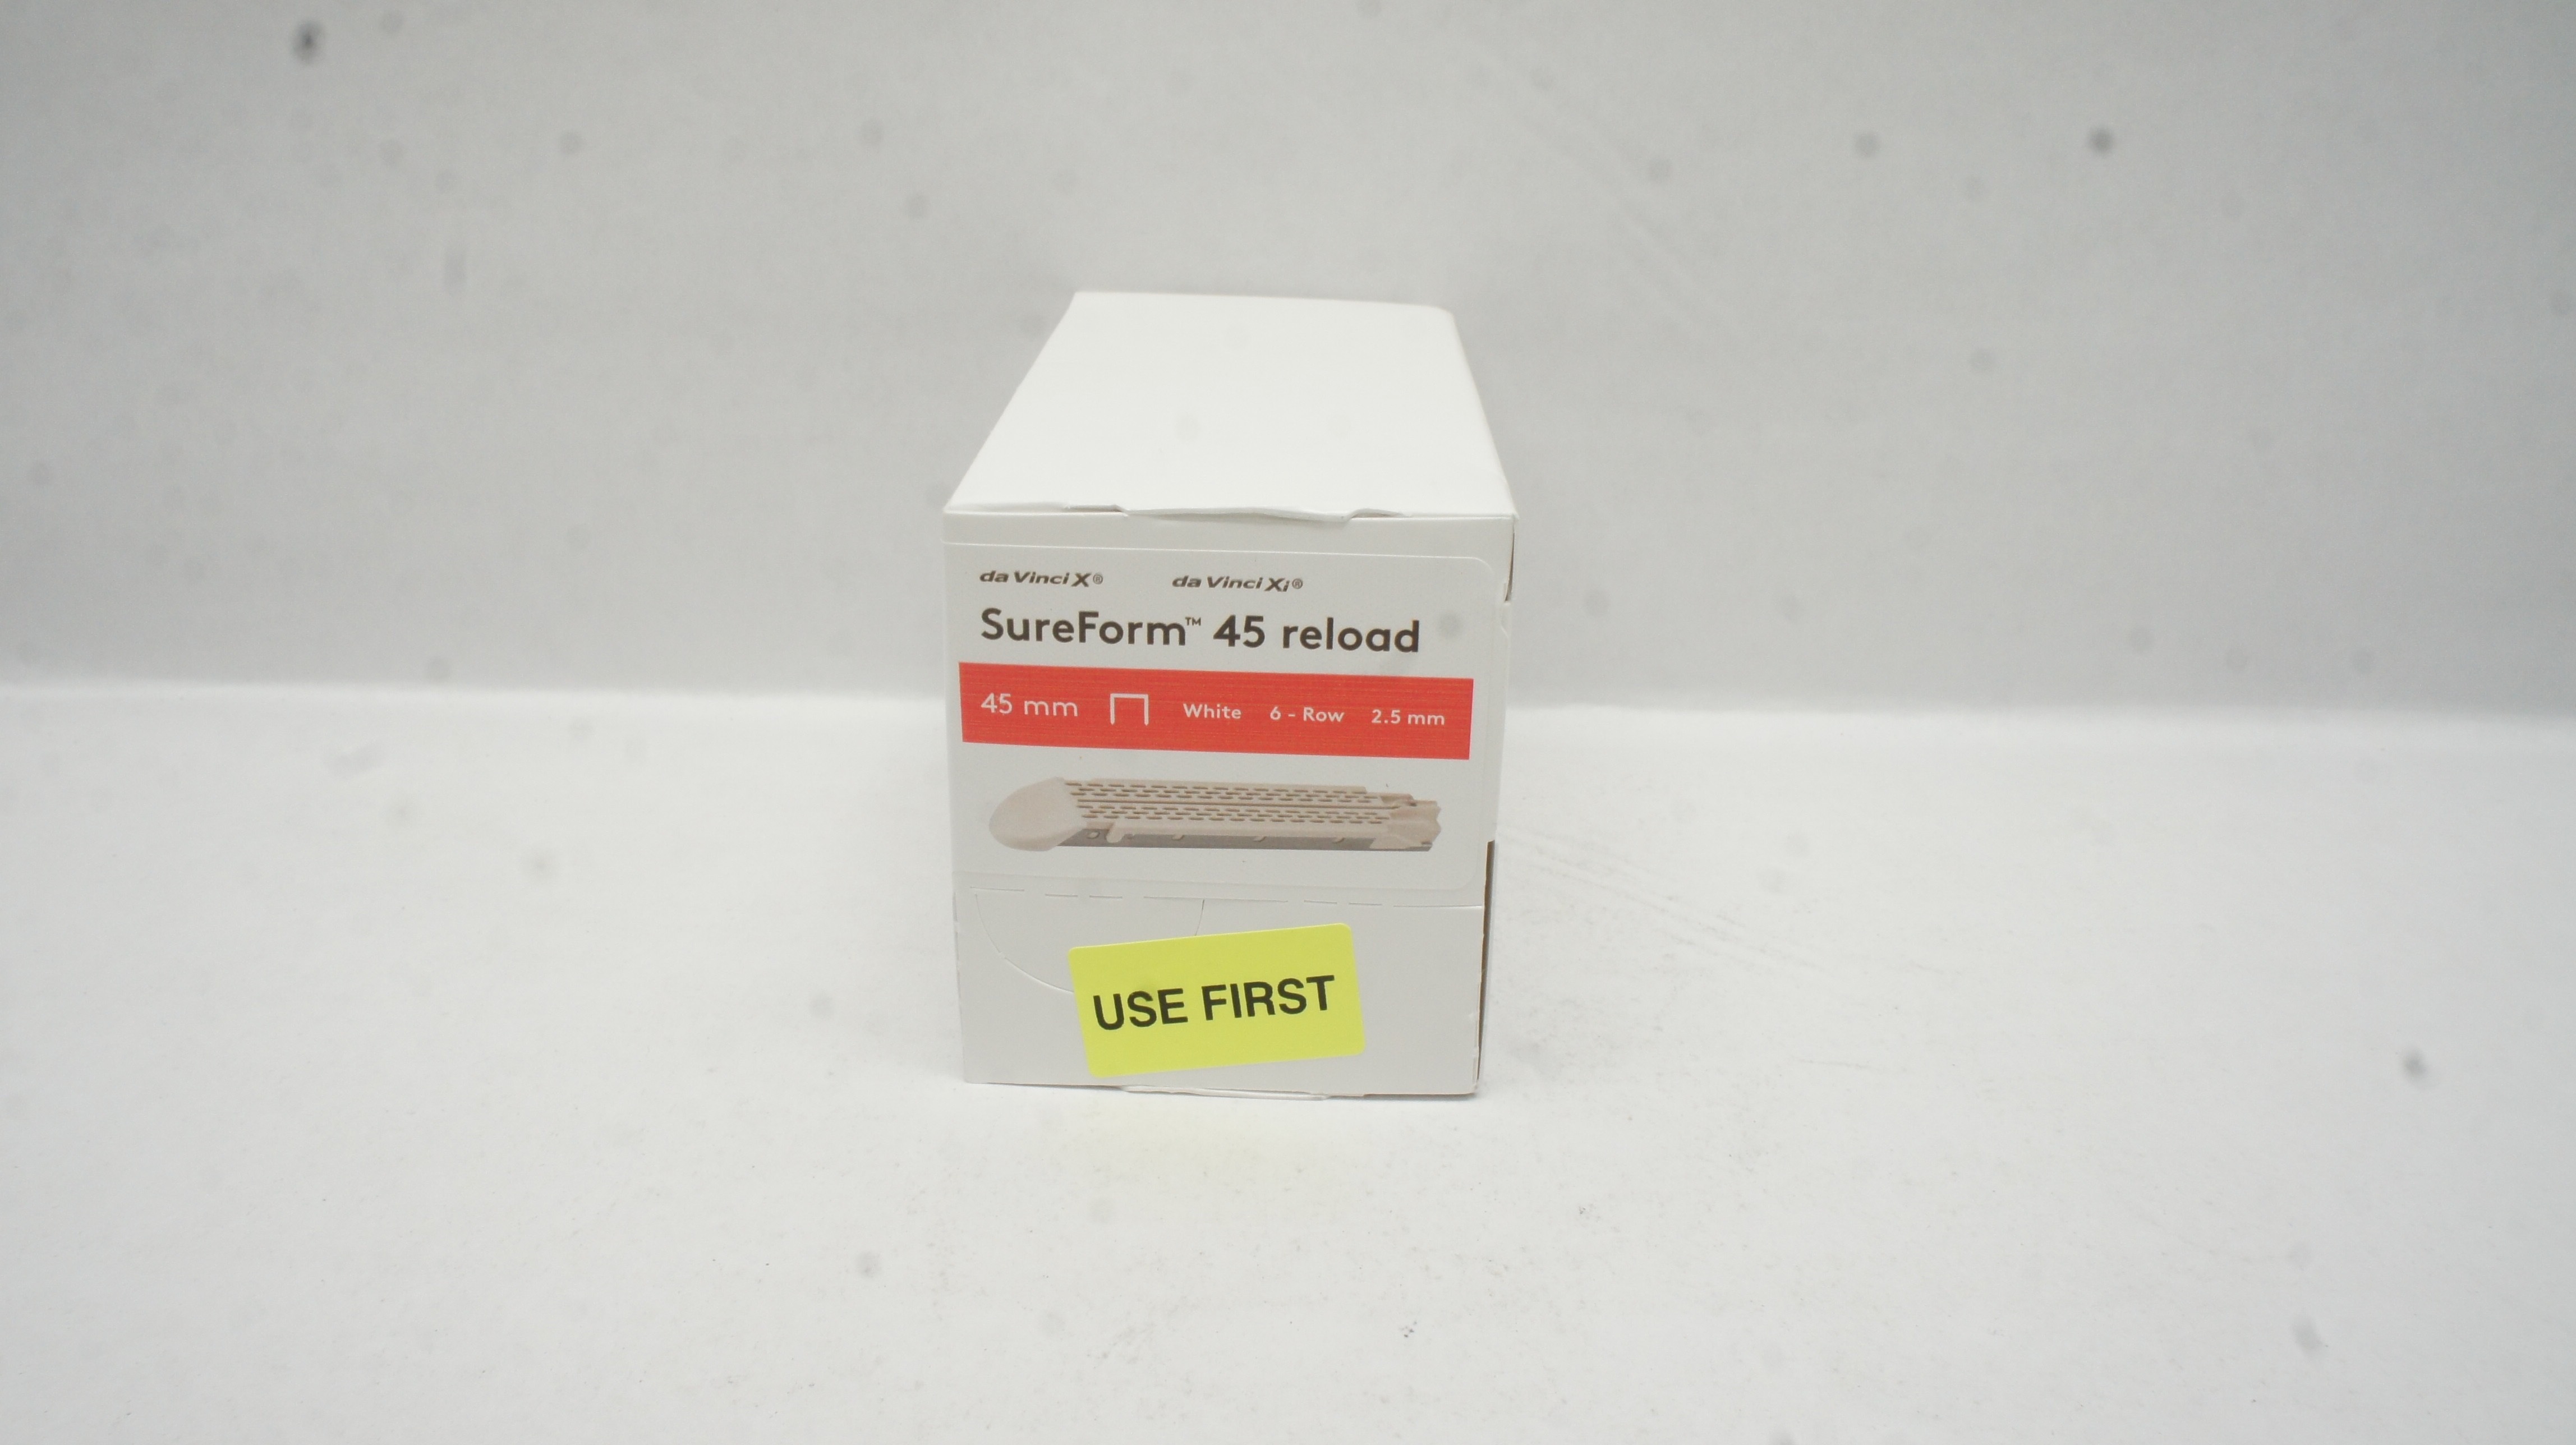 da Vinci X® da Vinci Xi®
SureForm™ 45 reload
45 mm White 6 - Row 2.5 mm
USE FIRST